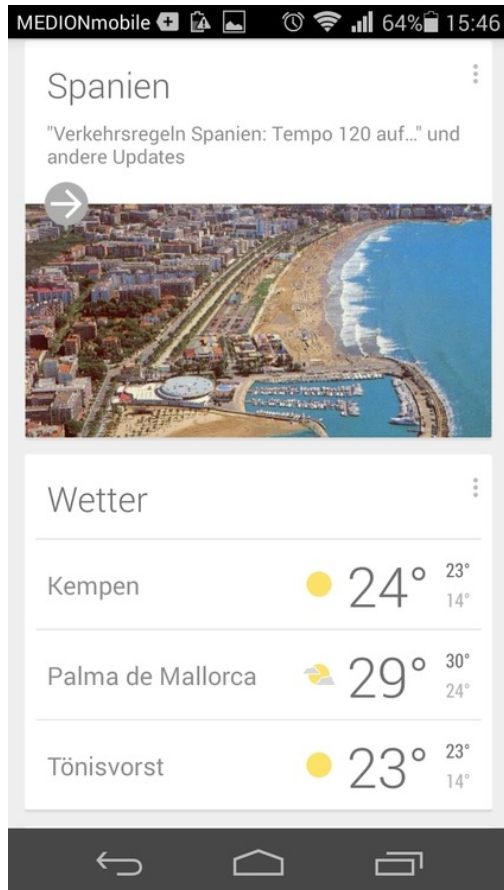 MEDIONmobile 64% 15:46
Spanien
"Verkehrsregeln Spanien: Tempo 120 auf..." und
andere Updates
Wetter
Kempen 24° 23°
14°
Palma de Mallorca 29° 30°
24°
Tönisvorst 23° 23°
14°